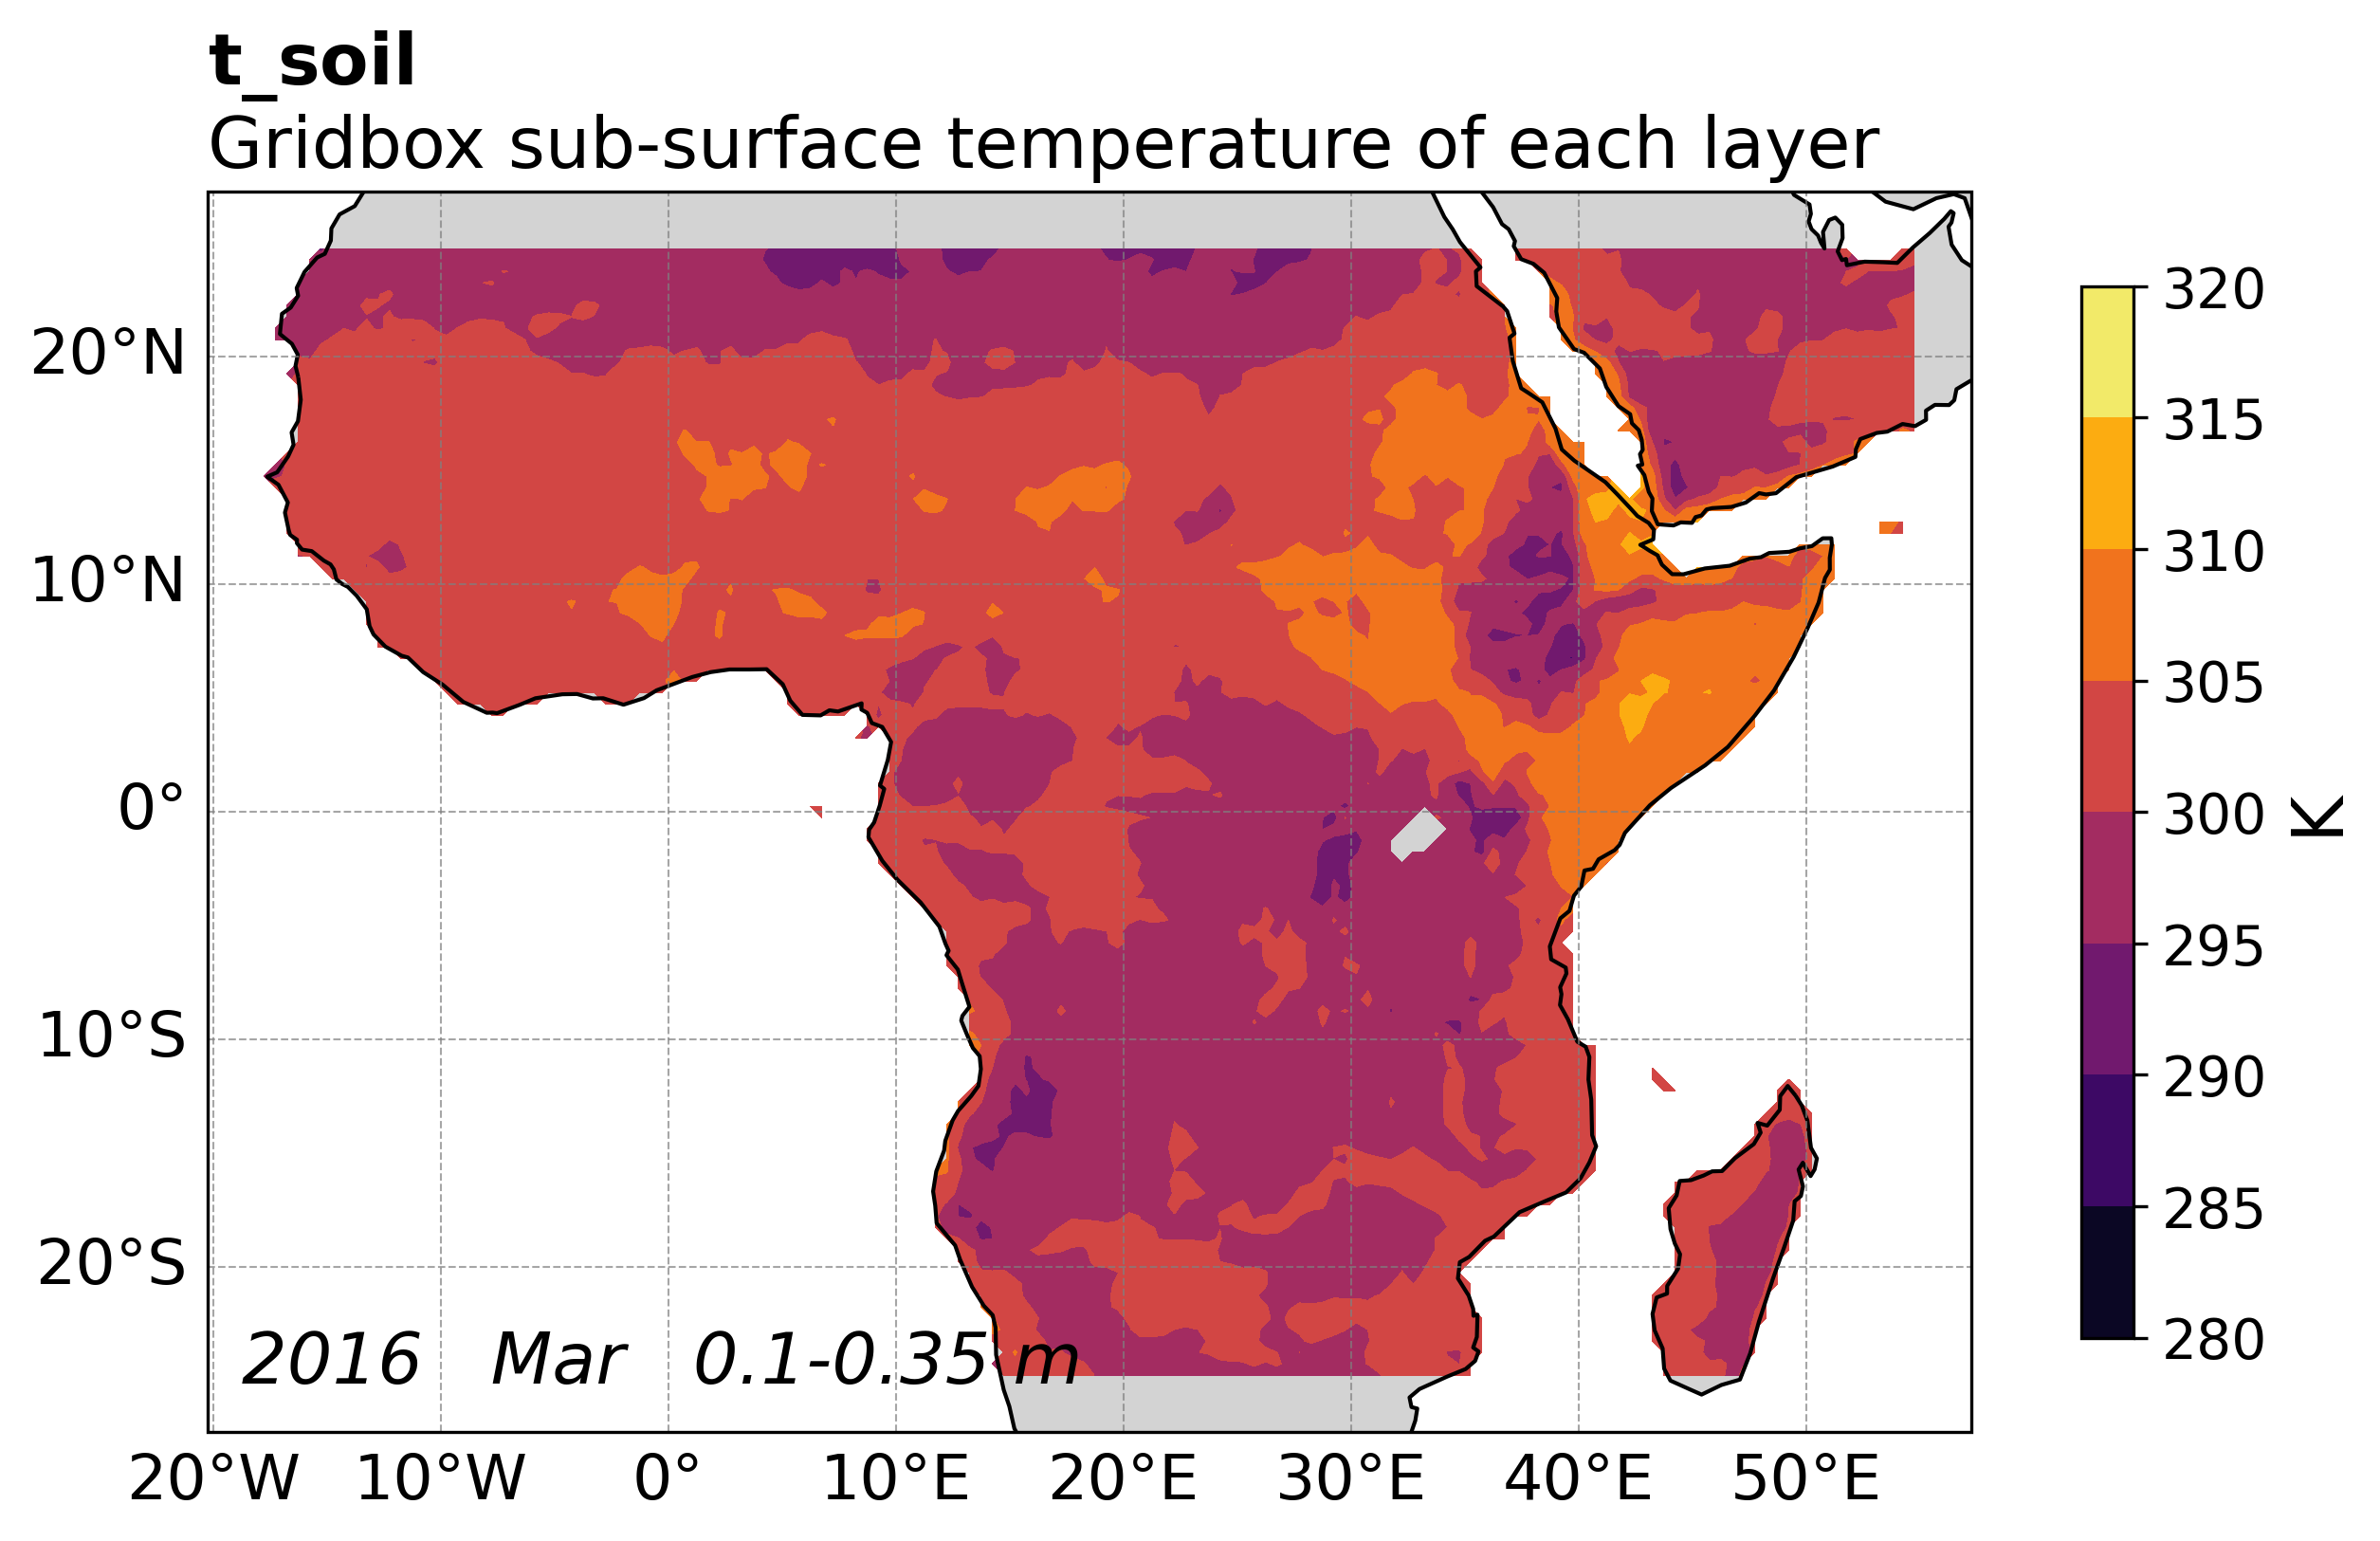 t_soil
Gridbox sub-surface temperature of each layer
20°N
10°N
0°
10°S
20°S
2016 Mar 0.1-0.35 m
20°W 10°W 0° 10°E 20°E 30°E 40°E 50°E
320
315
310
305
300
295
290
285
280
K